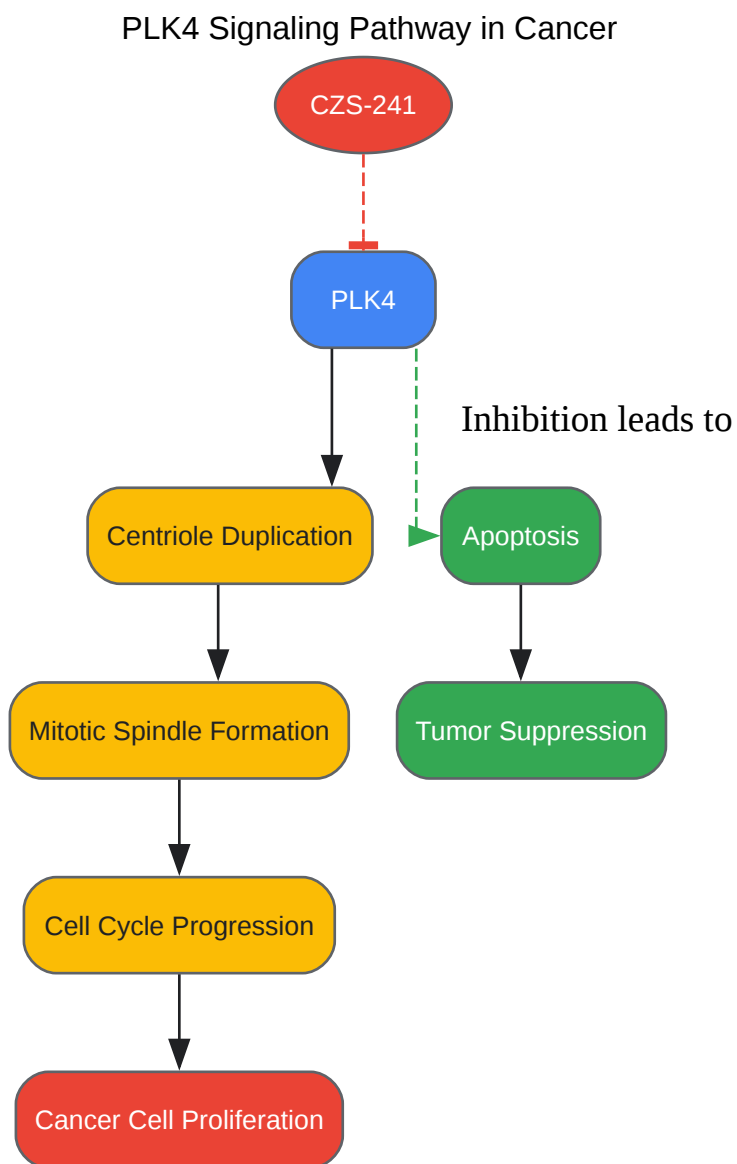 PLK4 Signaling Pathway in Cancer
CZS-241
PLK4
Inhibition leads to
Centriole Duplication
Apoptosis
Mitotic Spindle Formation
Tumor Suppression
Cell Cycle Progression
Cancer Cell Proliferation